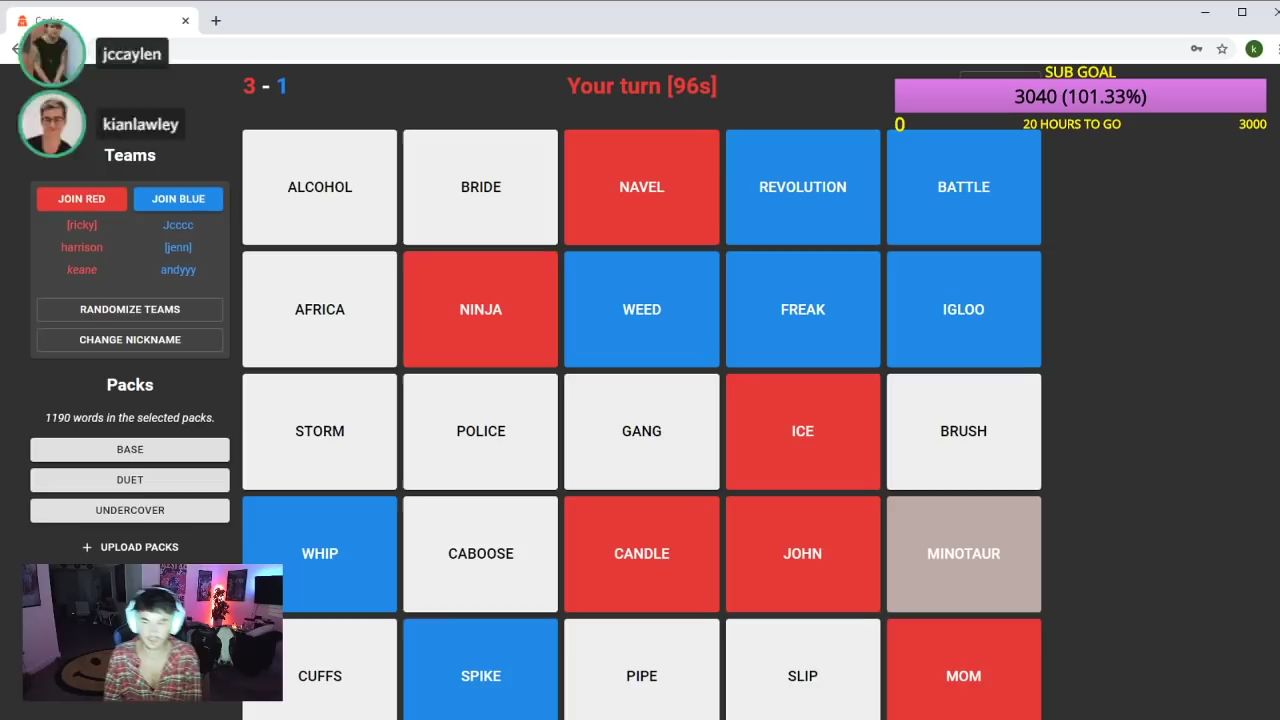 jccaylen
kianlawley
3 - 1
Your turn [96s]
SUB GOAL
3040 (101.33%)
0
20 HOURS TO GO
3000
Teams
JOIN RED
JOIN BLUE
[ricky]
Jcccc
harrison
[jenn]
keane
andyyy
RANDOMIZE TEAMS
CHANGE NICKNAME
Packs
1190 words in the selected packs.
BASE
DUET
UNDERCOVER
+ UPLOAD PACKS
ALCOHOL
BRIDE
NAVEL
REVOLUTION
BATTLE
AFRICA
NINJA
WEED
FREAK
IGLOO
STORM
POLICE
GANG
ICE
BRUSH
WHIP
CABOOSE
CANDLE
JOHN
MINOTAUR
CUFFS
SPIKE
PIPE
SLIP
MOM
k